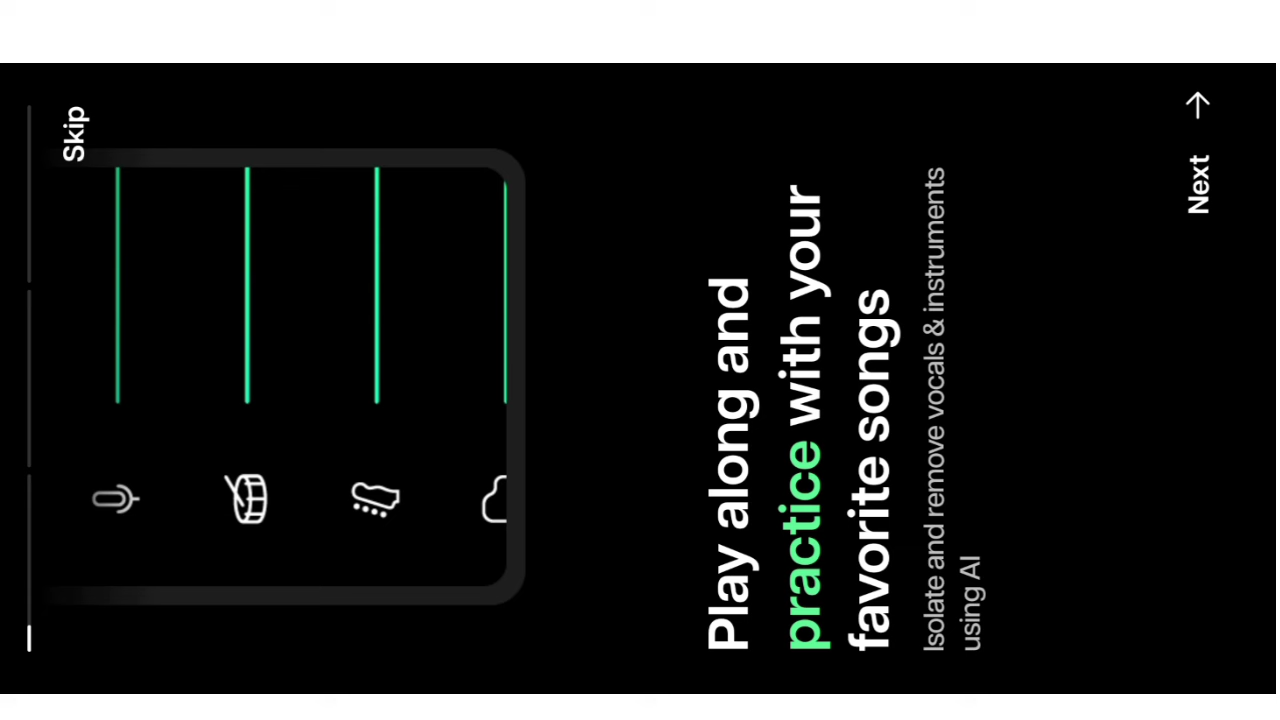 Skip
Play along and
practice with your
favorite songs
Isolate and remove vocals & instruments
using AI
Next